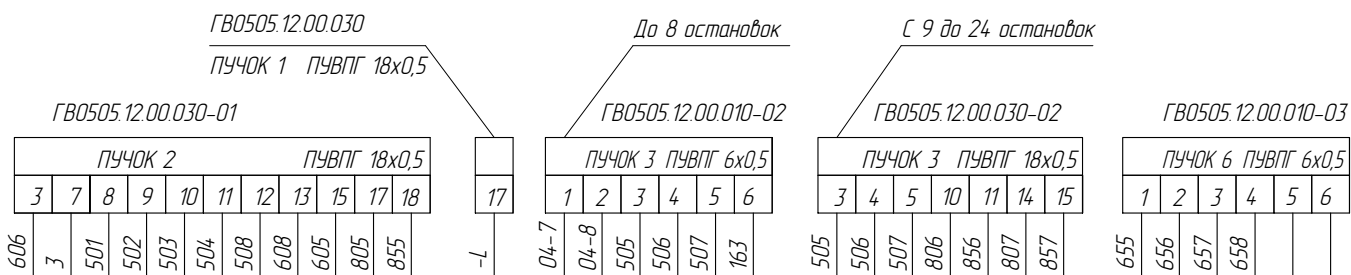 ГВ0505.12.00.030
ПУЧОК 1 ПУВПГ 18х0,5
До 8 остановок
С 9 до 24 остановок
ГВ0505.12.00.030-01
ГВ0505.12.00.010-02
ГВ0505.12.00.030-02
ГВ0505.12.00.010-03
ПУЧОК 2 ПУВПГ 18х0,5
ПУЧОК 3 ПУВПГ 6х0,5
ПУЧОК 3 ПУВПГ 18х0,5
ПУЧОК 6 ПУВПГ 6х0,5
3 7 8 9 10 11 12 13 15 17 18
17
1 2 3 4 5 6
3 4 5 10 11 14 15
1 2 3 4 5 6
606 3 501 502 503 504 508 608 605 805 855
-L
04-7 04-8 505 506 507 163
505 506 507 806 856 807 857
655 656 657 658